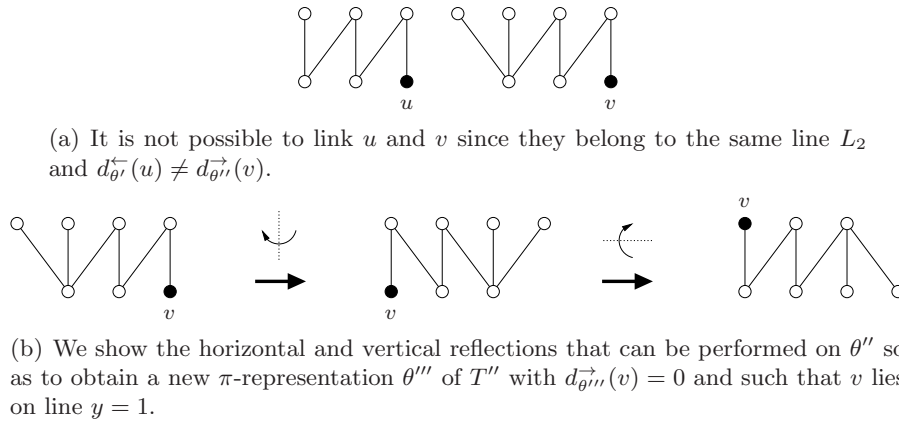 u
v
(a) It is not possible to link u and v since they belong to the same line L₂
and d←θ′(u) ≠ d→θ″(v).
v
v
v
(b) We show the horizontal and vertical reflections that can be performed on θ″ so
as to obtain a new π-representation θ‴ of T″ with d→θ‴(v) = 0 and such that v lies
on line y = 1.